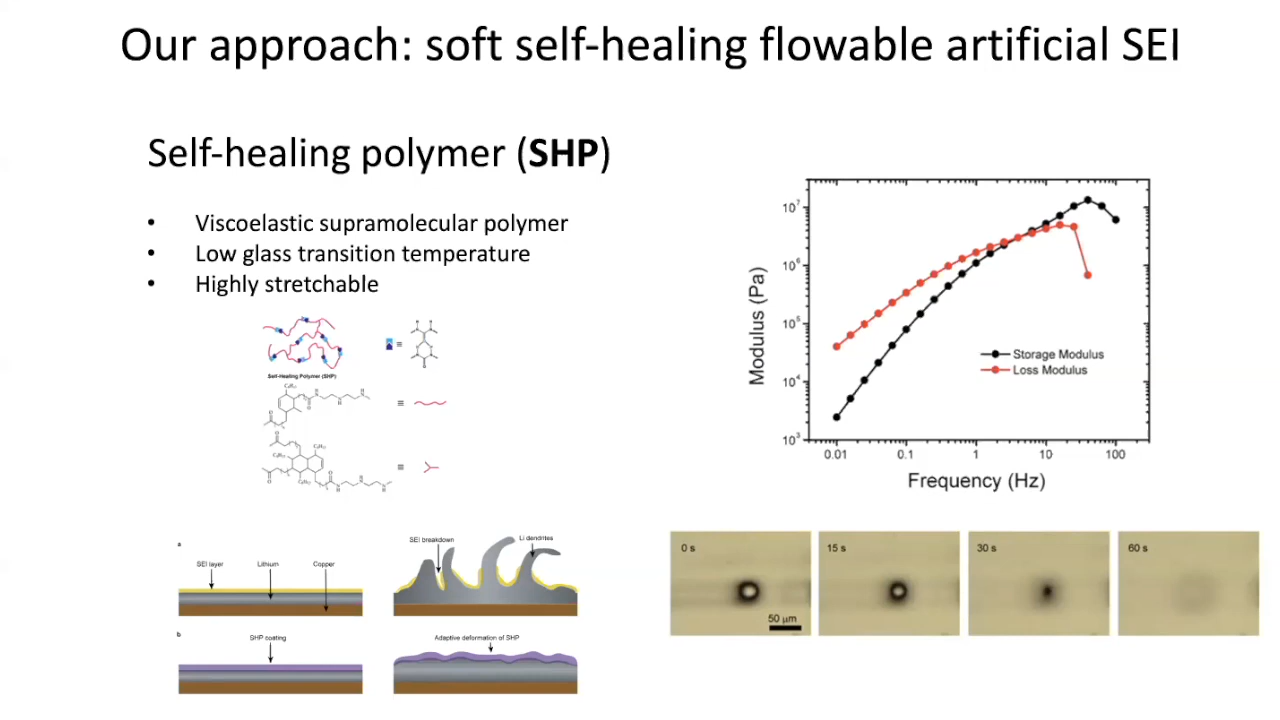 Our approach: soft self-healing flowable artificial SEI
Self-healing polymer (SHP)
• Viscoelastic supramolecular polymer
• Low glass transition temperature
• Highly stretchable
Self-Healing Polymer (SHP)
a
SEI layer
Lithium
Copper
SEI breakdown
Li dendrites
b
SHP coating
Adaptive deformation of SHP
Modulus (Pa)
10⁷
10⁶
10⁵
10⁴
10³
Storage Modulus
Loss Modulus
0.01 0.1 1 10 100
Frequency (Hz)
0 s
50 μm
15 s
30 s
60 s